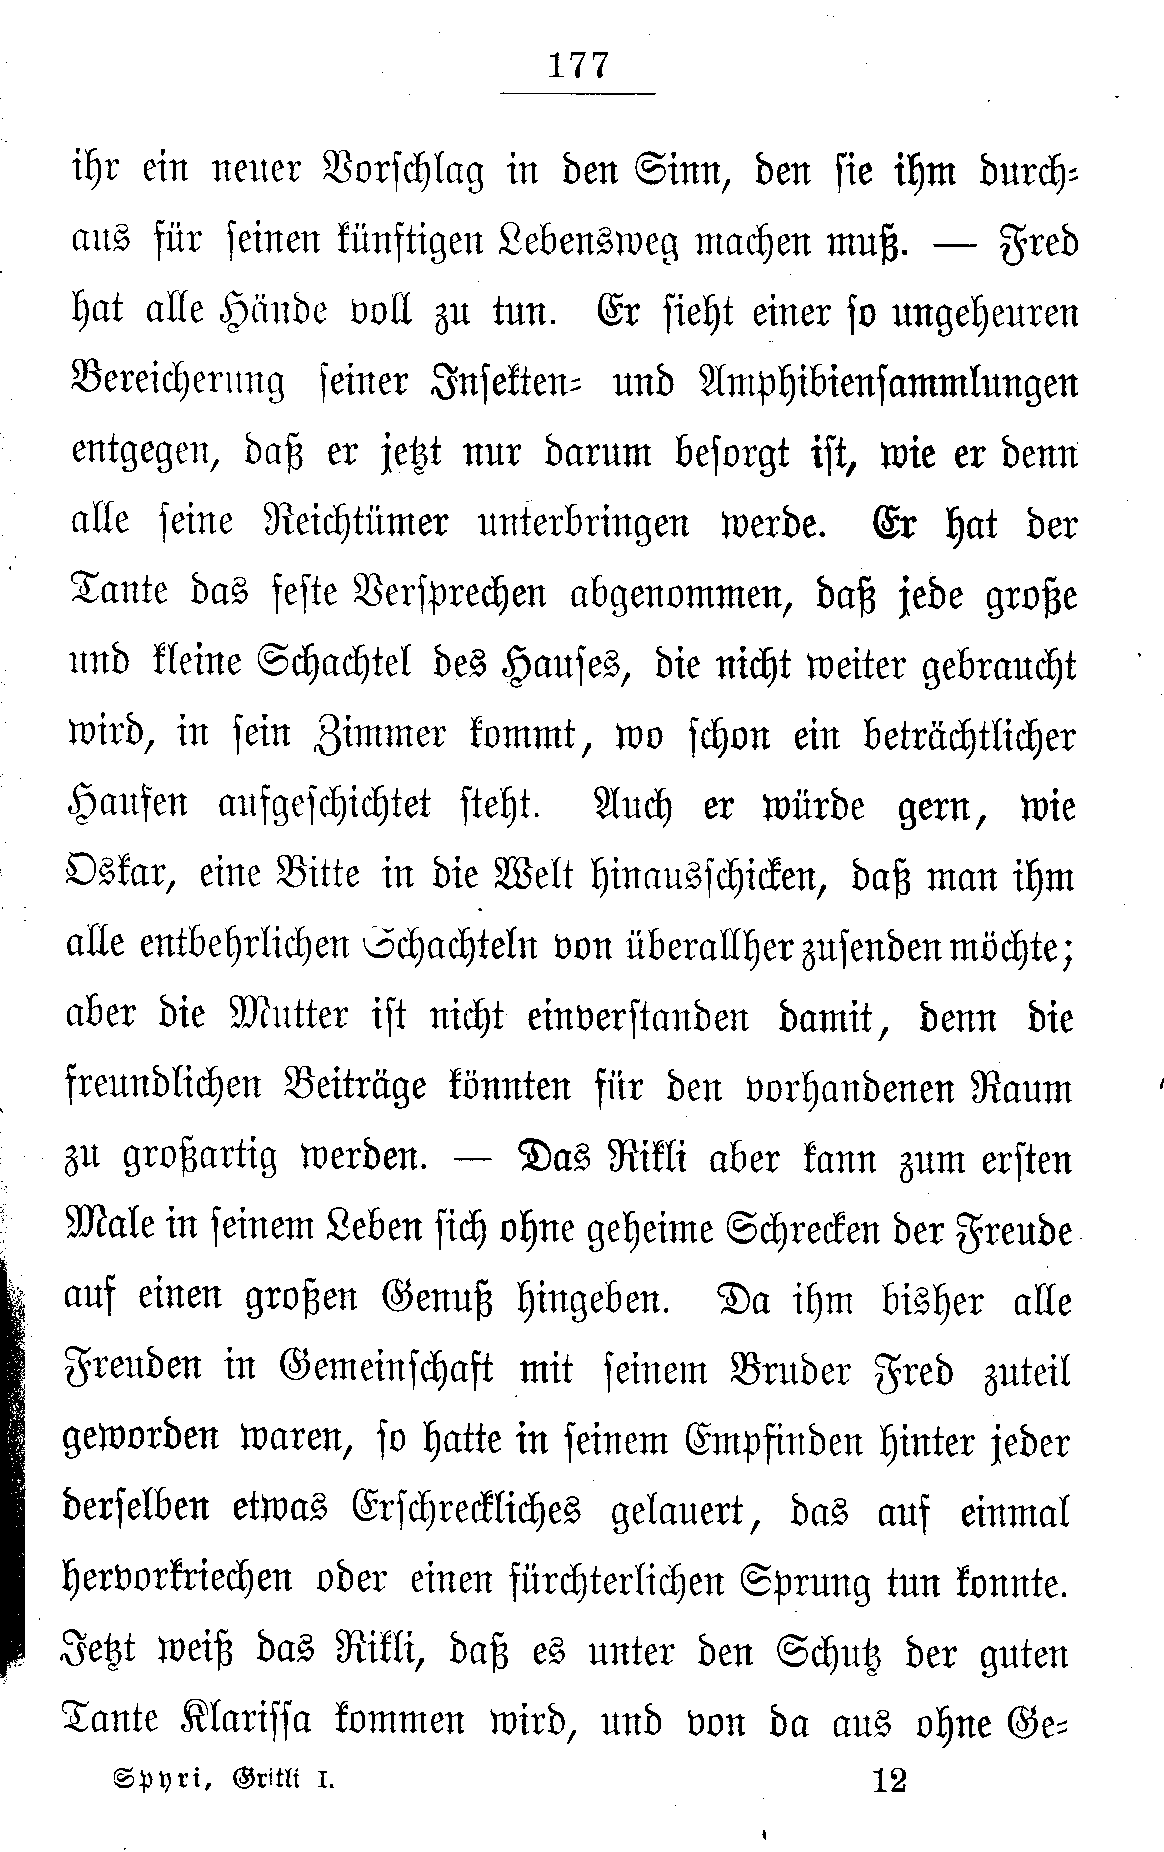 177
ihr ein neuer Vorschlag in den Sinn, den sie ihm durch-
aus für seinen künftigen Lebensweg machen muß. — Fred
hat alle Hände voll zu tun. Er sieht einer so ungeheuren
Bereicherung seiner Insekten- und Amphibiensammlungen
entgegen, daß er jetzt nur darum besorgt ist, wie er denn
alle seine Reichtümer unterbringen werde. Er hat der
Tante das feste Versprechen abgenommen, daß jede große
und kleine Schachtel des Hauses, die nicht weiter gebraucht
wird, in sein Zimmer kommt, wo schon ein beträchtlicher
Haufen aufgeschichtet steht. Auch er würde gern, wie
Oskar, eine Bitte in die Welt hinausschicken, daß man ihm
alle entbehrlichen Schachteln von überallher zusenden möchte;
aber die Mutter ist nicht einverstanden damit, denn die
freundlichen Beiträge könnten für den vorhandenen Raum
zu großartig werden. — Das Rikli aber kann zum ersten
Male in seinem Leben sich ohne geheime Schrecken der Freude
auf einen großen Genuß hingeben. Da ihm bisher alle
Freuden in Gemeinschaft mit seinem Bruder Fred zuteil
geworden waren, so hatte in seinem Empfinden hinter jeder
derselben etwas Erschreckliches gelauert, das auf einmal
hervorkriechen oder einen fürchterlichen Sprung tun konnte.
Jetzt weiß das Rikli, daß es unter den Schutz der guten
Tante Klarissa kommen wird, und von da aus ohne Ge-
Spyri, Gritli I. 12